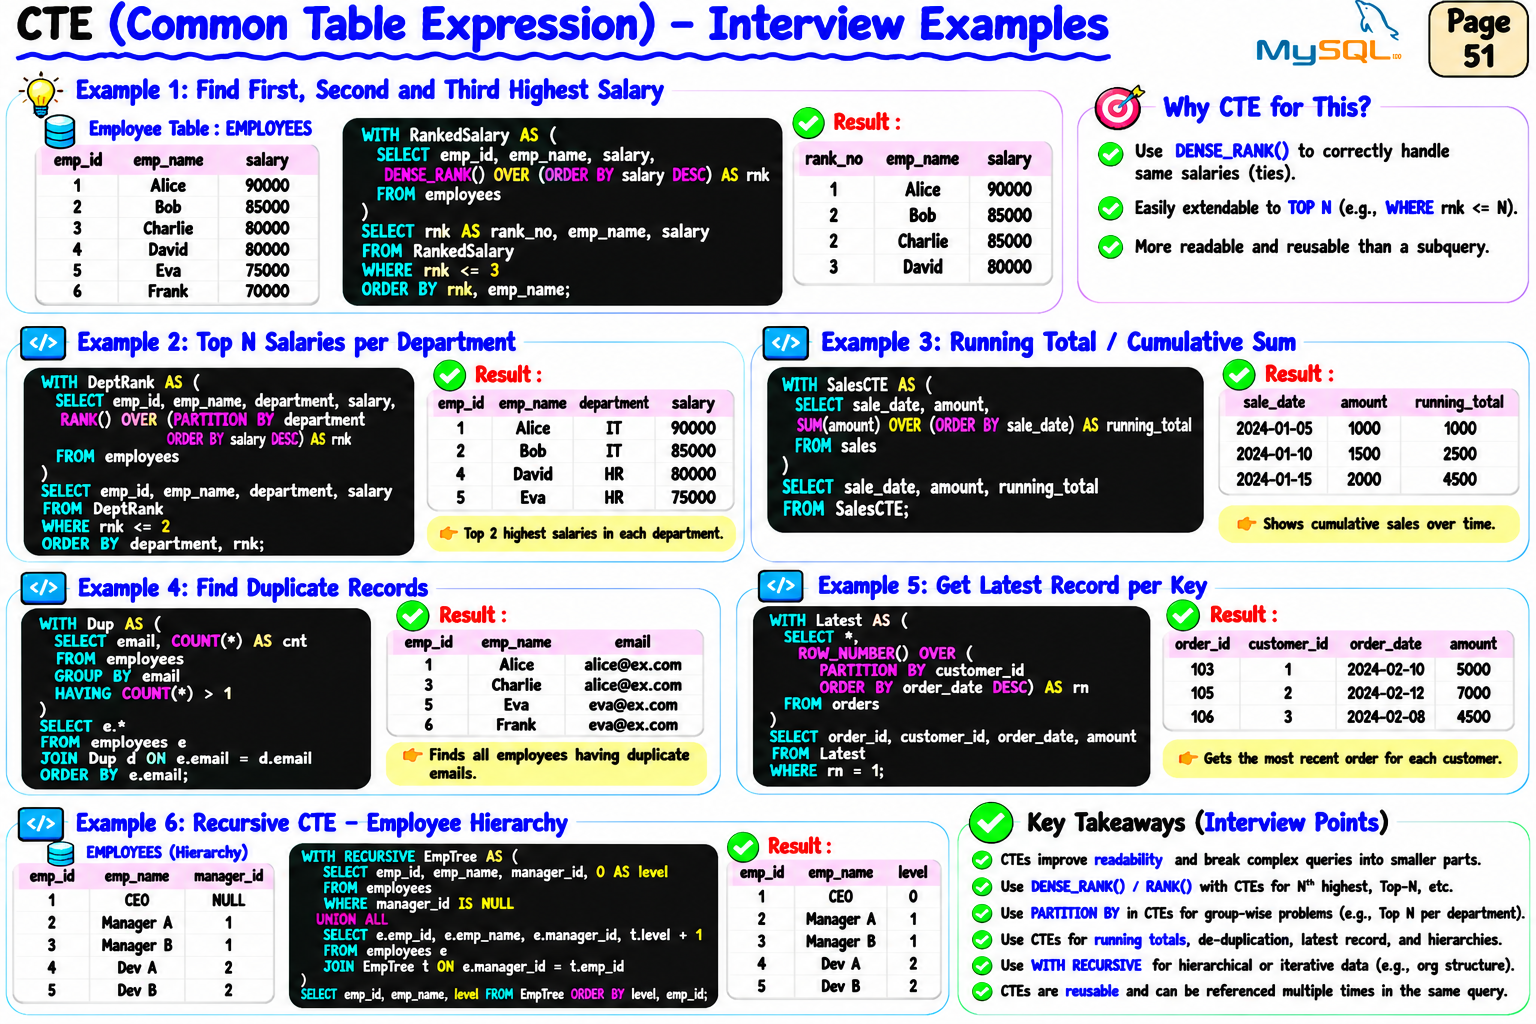 CTE (Common Table Expression) – Interview Examples
MySQL
Page
51
Example 1: Find First, Second and Third Highest Salary
Employee Table : EMPLOYEES
emp_id emp_name salary
1 Alice 90000
2 Bob 85000
3 Charlie 80000
4 David 80000
5 Eva 75000
6 Frank 70000
WITH RankedSalary AS (
SELECT emp_id, emp_name, salary,
DENSE_RANK() OVER (ORDER BY salary DESC) AS rnk
FROM employees
)
SELECT rnk AS rank_no, emp_name, salary
FROM RankedSalary
WHERE rnk <= 3
ORDER BY rnk, emp_name;
Result :
rank_no emp_name salary
1 Alice 90000
2 Bob 85000
2 Charlie 85000
3 David 80000
Why CTE for This?
Use DENSE_RANK() to correctly handle
same salaries (ties).
Easily extendable to TOP N (e.g., WHERE rnk <= N).
More readable and reusable than a subquery.
Example 2: Top N Salaries per Department
WITH DeptRank AS (
SELECT emp_id, emp_name, department, salary,
RANK() OVER (PARTITION BY department
ORDER BY salary DESC) AS rnk
FROM employees
)
SELECT emp_id, emp_name, department, salary
FROM DeptRank
WHERE rnk <= 2
ORDER BY department, rnk;
Result :
emp_id emp_name department salary
1 Alice IT 90000
2 Bob IT 85000
4 David HR 80000
5 Eva HR 75000
Top 2 highest salaries in each department.
Example 3: Running Total / Cumulative Sum
WITH SalesCTE AS (
SELECT sale_date, amount,
SUM(amount) OVER (ORDER BY sale_date) AS running_total
FROM sales
)
SELECT sale_date, amount, running_total
FROM SalesCTE;
Result :
sale_date amount running_total
2024-01-05 1000 1000
2024-01-10 1500 2500
2024-01-15 2000 4500
Shows cumulative sales over time.
Example 4: Find Duplicate Records
WITH Dup AS (
SELECT email, COUNT(*) AS cnt
FROM employees
GROUP BY email
HAVING COUNT(*) > 1
)
SELECT e.*
FROM employees e
JOIN Dup d ON e.email = d.email
ORDER BY e.email;
Result :
emp_id emp_name email
1 Alice alice@ex.com
3 Charlie alice@ex.com
5 Eva eva@ex.com
6 Frank eva@ex.com
Finds all employees having duplicate
emails.
Example 5: Get Latest Record per Key
WITH Latest AS (
SELECT *,
ROW_NUMBER() OVER (
PARTITION BY customer_id
ORDER BY order_date DESC) AS rn
FROM orders
)
SELECT order_id, customer_id, order_date, amount
FROM Latest
WHERE rn = 1;
Result :
order_id customer_id order_date amount
103 1 2024-02-10 5000
105 2 2024-02-12 7000
106 3 2024-02-08 4500
Gets the most recent order for each customer.
Example 6: Recursive CTE – Employee Hierarchy
EMPLOYEES (Hierarchy)
emp_id emp_name manager_id
1 CEO NULL
2 Manager A 1
3 Manager B 1
4 Dev A 2
5 Dev B 2
WITH RECURSIVE EmpTree AS (
SELECT emp_id, emp_name, manager_id, 0 AS level
FROM employees
WHERE manager_id IS NULL
UNION ALL
SELECT e.emp_id, e.emp_name, e.manager_id, t.level + 1
FROM employees e
JOIN EmpTree t ON e.manager_id = t.emp_id
)
SELECT emp_id, emp_name, level FROM EmpTree ORDER BY level, emp_id;
Result :
emp_id emp_name level
1 CEO 0
2 Manager A 1
3 Manager B 1
4 Dev A 2
5 Dev B 2
Key Takeaways (Interview Points)
CTEs improve readability and break complex queries into smaller parts.
Use DENSE_RANK() / RANK() with CTEs for Nth highest, Top-N, etc.
Use PARTITION BY in CTEs for group-wise problems (e.g., Top N per department).
Use CTEs for running totals, de-duplication, latest record, and hierarchies.
Use WITH RECURSIVE for hierarchical or iterative data (e.g., org structure).
CTEs are reusable and can be referenced multiple times in the same query.